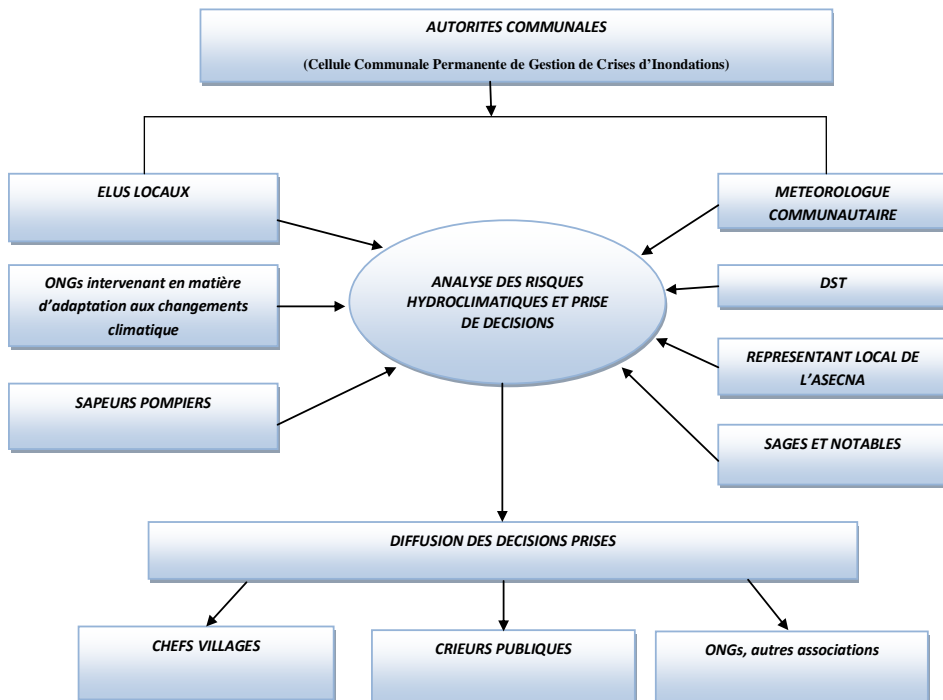 AUTORITES COMMUNALES
(Cellule Communale Permanente de Gestion de Crises d'Inondations)
ELUS LOCAUX
METEOROLOGUE
COMMUNAUTAIRE
ONGs intervenant en matière
d'adaptation aux changements
climatique
ANALYSE DES RISQUES
HYDROCLIMATIQUES ET PRISE
DE DECISIONS
DST
REPRESENTANT LOCAL DE
L'ASECNA
SAPEURS POMPIERS
SAGES ET NOTABLES
DIFFUSION DES DECISIONS PRISES
CHEFS VILLAGES
CRIEURS PUBLIQUES
ONGs, autres associations